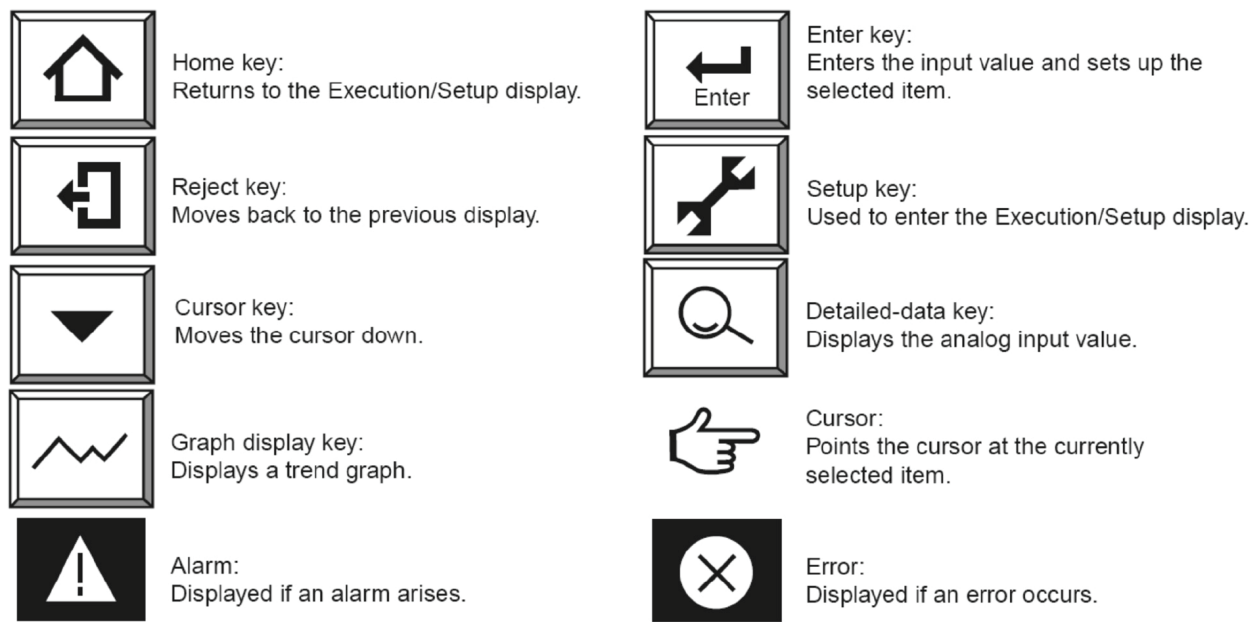 Home key:
Returns to the Execution/Setup display.
Enter
Enter key:
Enters the input value and sets up the
selected item.
Reject key:
Moves back to the previous display.
Setup key:
Used to enter the Execution/Setup display.
Cursor key:
Moves the cursor down.
Detailed-data key:
Displays the analog input value.
Graph display key:
Displays a trend graph.
Cursor:
Points the cursor at the currently
selected item.
Alarm:
Displayed if an alarm arises.
Error:
Displayed if an error occurs.